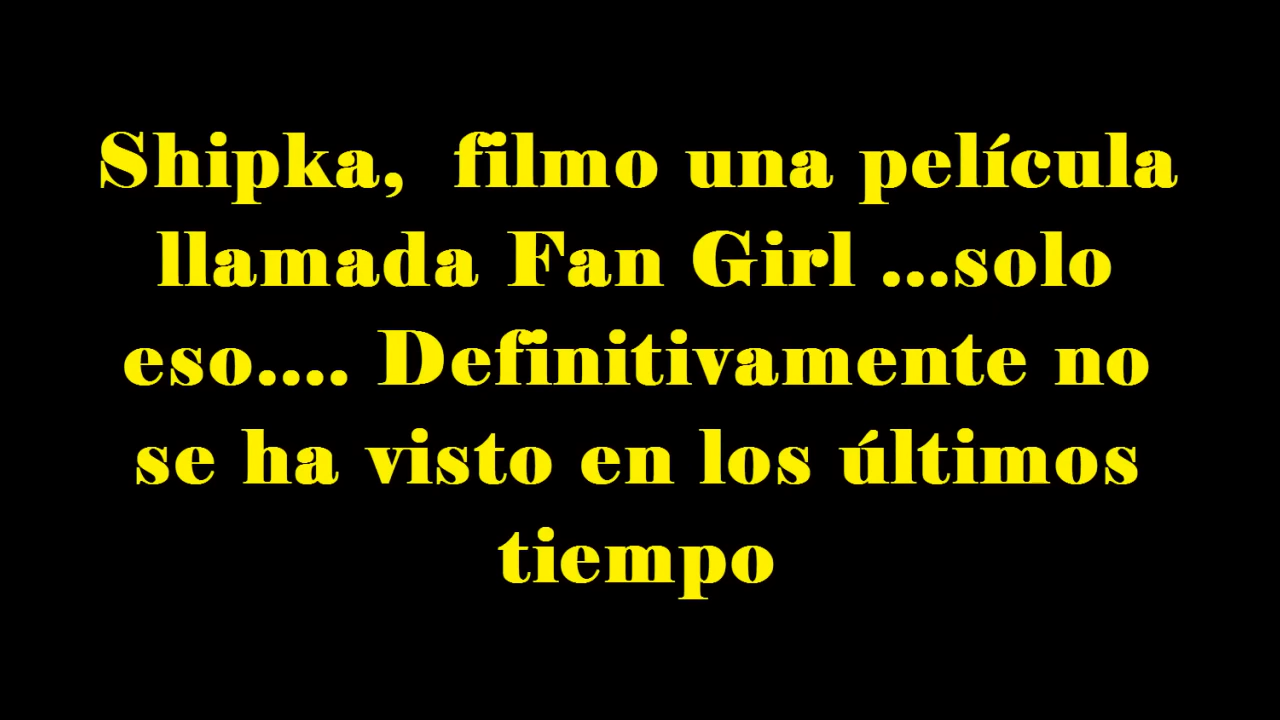 Shipka,  filmo una película
llamada Fan Girl ...solo
eso.... Definitivamente no
se ha visto en los últimos
tiempo